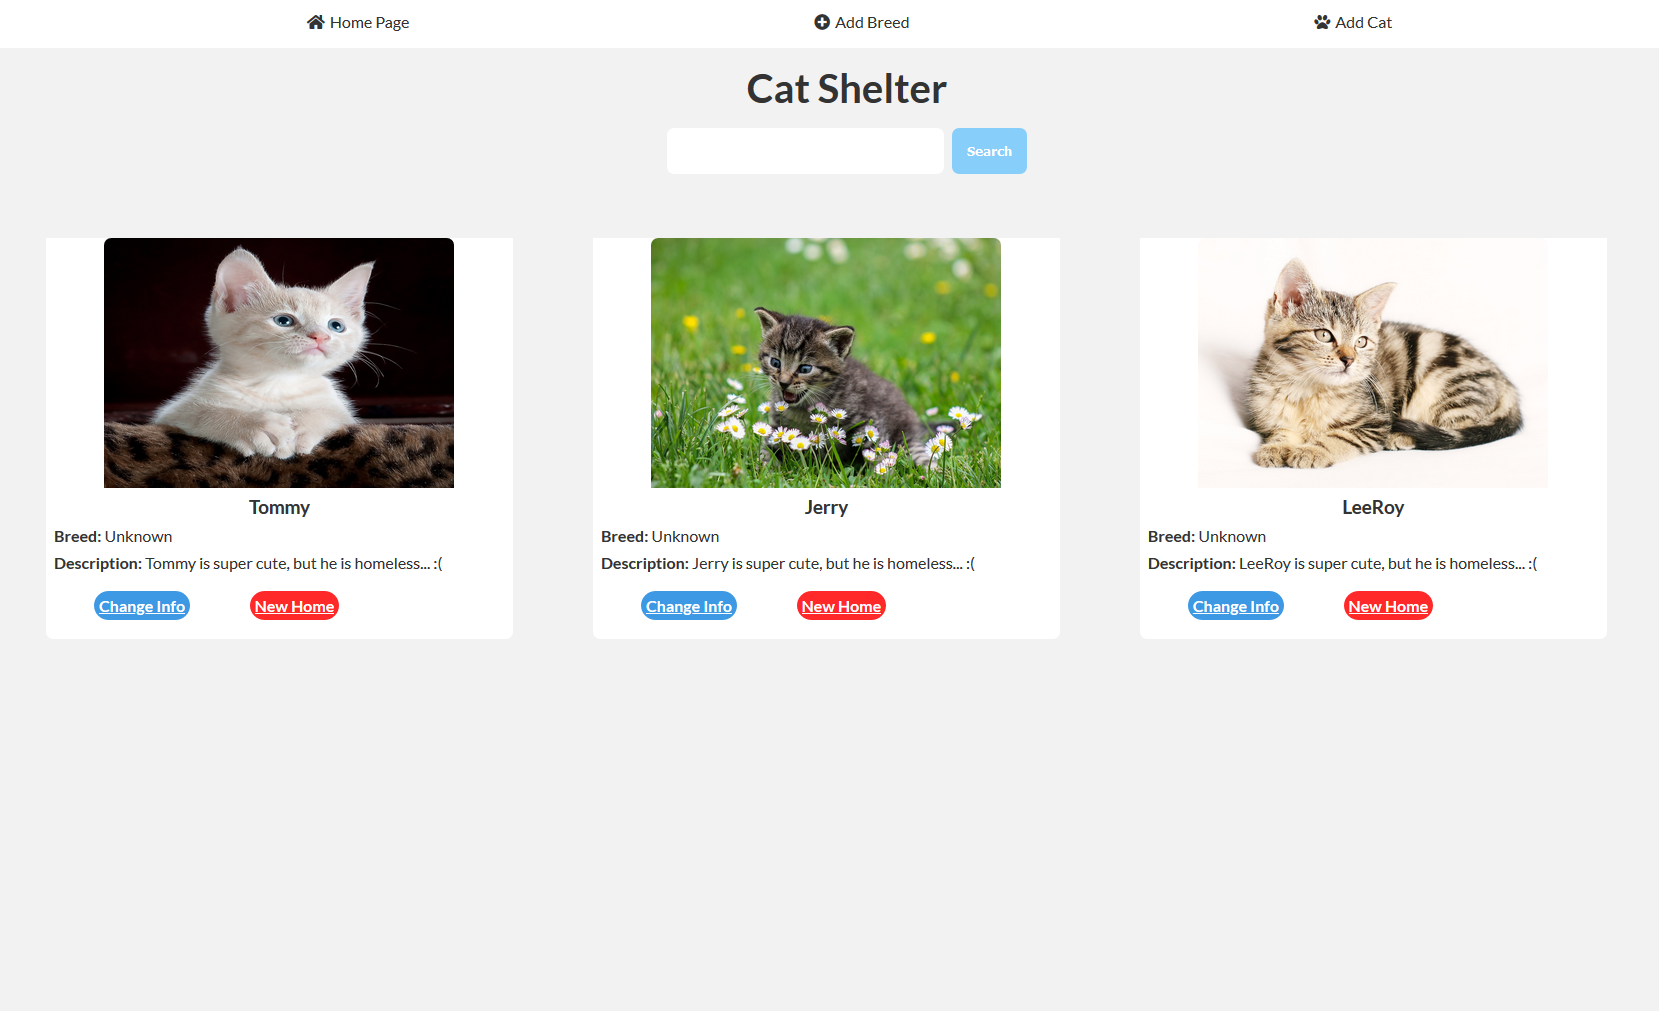 Home Page
Add Breed
Add Cat
Cat Shelter
Search
Tommy
Breed: Unknown
Description: Tommy is super cute, but he is homeless... :(
Change Info
New Home
Jerry
Breed: Unknown
Description: Jerry is super cute, but he is homeless... :(
Change Info
New Home
LeeRoy
Breed: Unknown
Description: LeeRoy is super cute, but he is homeless... :(
Change Info
New Home